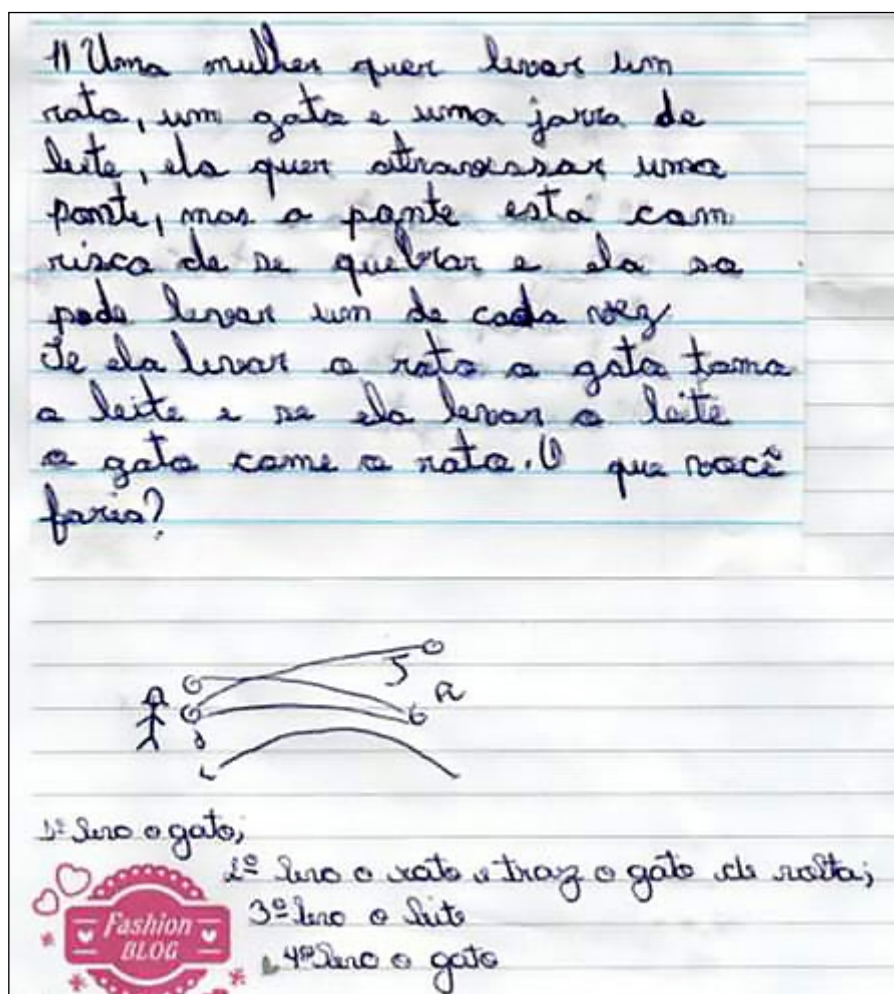 1) Uma mulher quer levar um
rato, um gato e uma jarra de
leite, ela quer atravessar uma
ponte, mas a ponte está com
risco de se quebrar e ela so
pode levar um de cada vez
Se ela levar o rato o gato toma
o leite e se ela levar o leite
o gato come o rato. O que você
faria?
J
R
L
1º levo o gato;
2º levo o rato e traz o gato de volta;
3º levo o leite
4º levo o gato
Fashion
BLOG